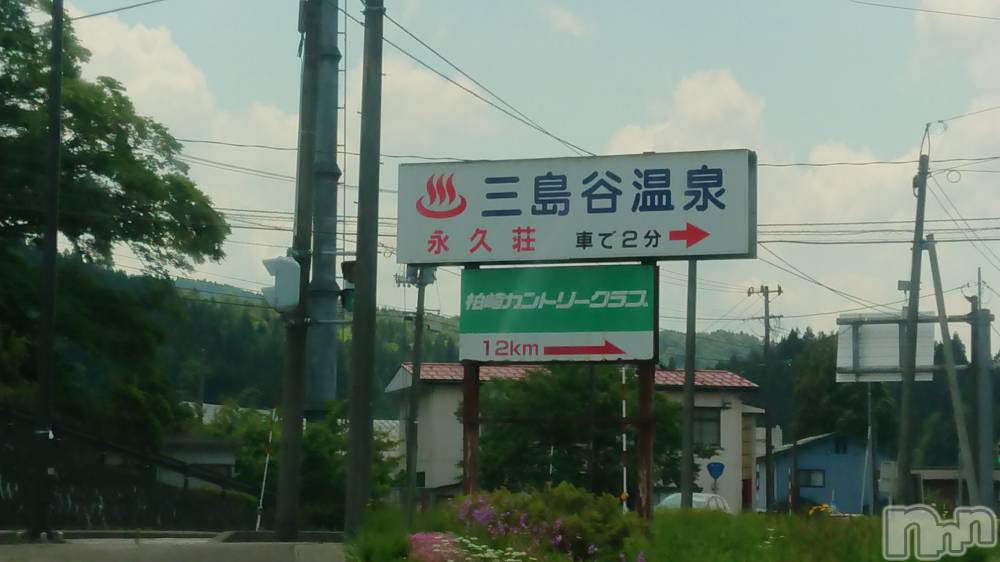 三島谷温泉
永久荘 車で2分
柏崎カントリークラブ
12km
nn